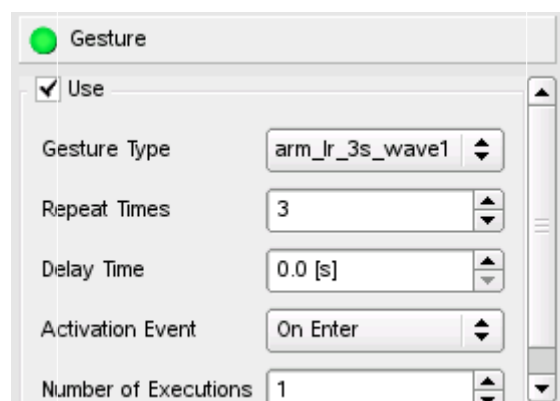 Gesture
Use
Gesture Type arm_lr_3s_wave1
Repeat Times 3
Delay Time 0.0 [s]
Activation Event On Enter
Number of Executions 1